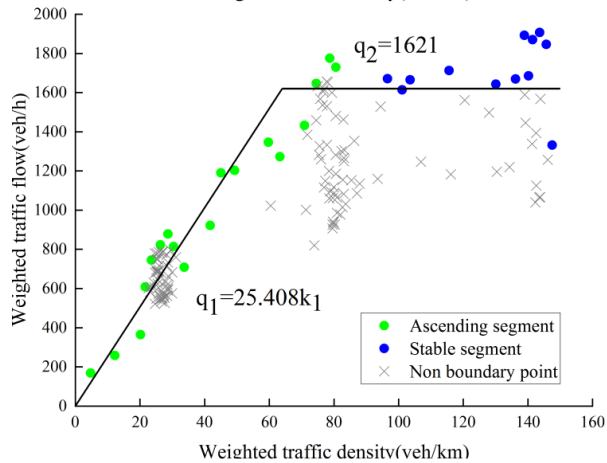 2000
1800
1600
1400
1200
1000
800
600
400
200
0
Weighted traffic flow(veh/h)
q2=1621
q1=25.408k1
Ascending segment
Stable segment
Non boundary point
0 20 40 60 80 100 120 140 160
Weighted traffic density(veh/km)